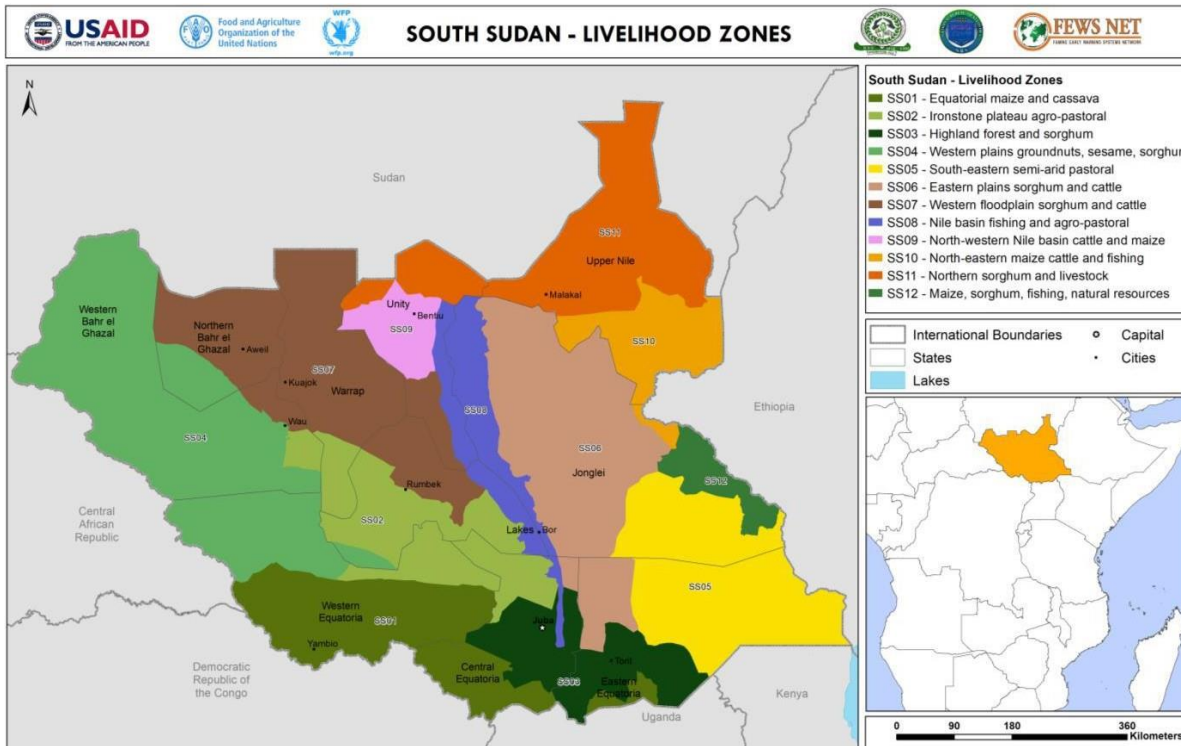 USAID
FROM THE AMERICAN PEOPLE
Food and Agriculture
Organization of the
United Nations
WFP
wfp.org
SOUTH SUDAN - LIVELIHOOD ZONES
FEWS NET
FAMINE EARLY WARNING SYSTEMS NETWORK
N
Sudan
SS11
Upper Nile
Malakal
Western
Bahr el
Ghazal
Northern
Bahr el
Ghazal
Aweil
Unity
Bentiu
SS09
SS10
SS07
Kuajok
Warrap
Ethiopia
SS08
Wau
SS04
SS06
Jonglei
Rumbek
SS12
Central
African
Republic
SS02
Lakes
Bor
SS05
Western
Equatoria
SS01
Juba
Yambio
Democratic
Republic of
the Congo
Central
Equatoria
SS03
Torit
Eastern
Equatoria
Uganda
Kenya
South Sudan - Livelihood Zones
SS01 - Equatorial maize and cassava
SS02 - Ironstone plateau agro-pastoral
SS03 - Highland forest and sorghum
SS04 - Western plains groundnuts, sesame, sorghum
SS05 - South-eastern semi-arid pastoral
SS06 - Eastern plains sorghum and cattle
SS07 - Western floodplain sorghum and cattle
SS08 - Nile basin fishing and agro-pastoral
SS09 - North-western Nile basin cattle and maize
SS10 - North-eastern maize cattle and fishing
SS11 - Northern sorghum and livestock
SS12 - Maize, sorghum, fishing, natural resources
International Boundaries
States
Lakes
Capital
Cities
0 90 180 360
Kilometers